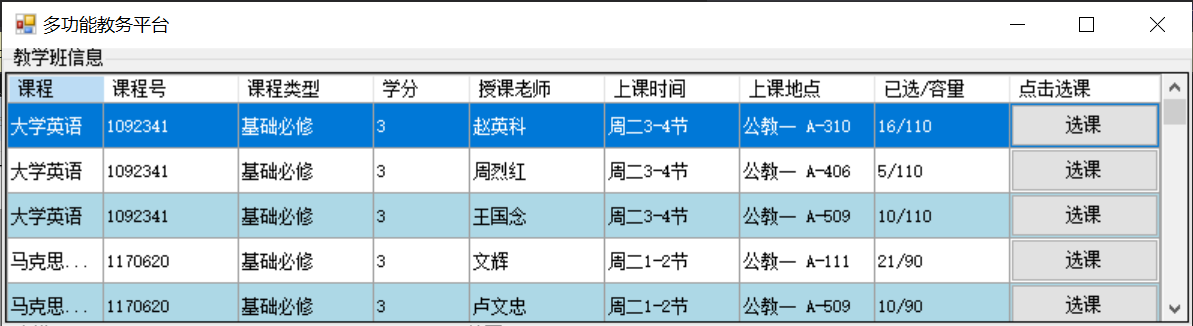 多功能教务平台
教学班信息
课程 课程号 课程类型 学分 授课老师 上课时间 上课地点 已选/容量 点击选课
大学英语 1092341 基础必修 3 赵英科 周二3-4节 公教一 A-310 16/110 选课
大学英语 1092341 基础必修 3 周烈红 周二3-4节 公教一 A-406 5/110 选课
大学英语 1092341 基础必修 3 王国念 周二3-4节 公教一 A-509 10/110 选课
马克思... 1170620 基础必修 3 文辉 周二1-2节 公教一 A-111 21/90 选课
马克思... 1170620 基础必修 3 卢文忠 周二1-2节 公教一 A-509 10/90 选课